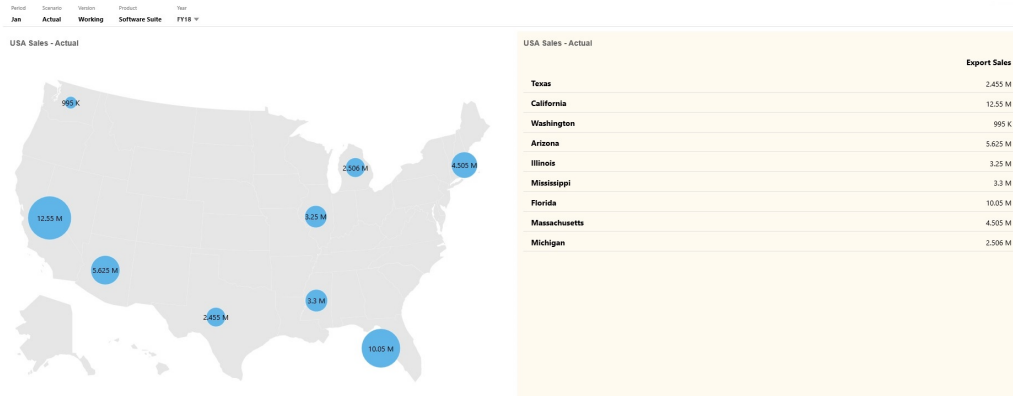 Period Scenario Version Product Year
Jan Actual Working Software Suite FY18
USA Sales - Actual
995 K
2.506 M
4.505 M
12.55 M
3.25 M
5.625 M
3.3 M
2.455 M
10.05 M
USA Sales - Actual
Export Sales
Texas 2.455 M
California 12.55 M
Washington 995 K
Arizona 5.625 M
Illinois 3.25 M
Mississippi 3.3 M
Florida 10.05 M
Massachusetts 4.505 M
Michigan 2.506 M